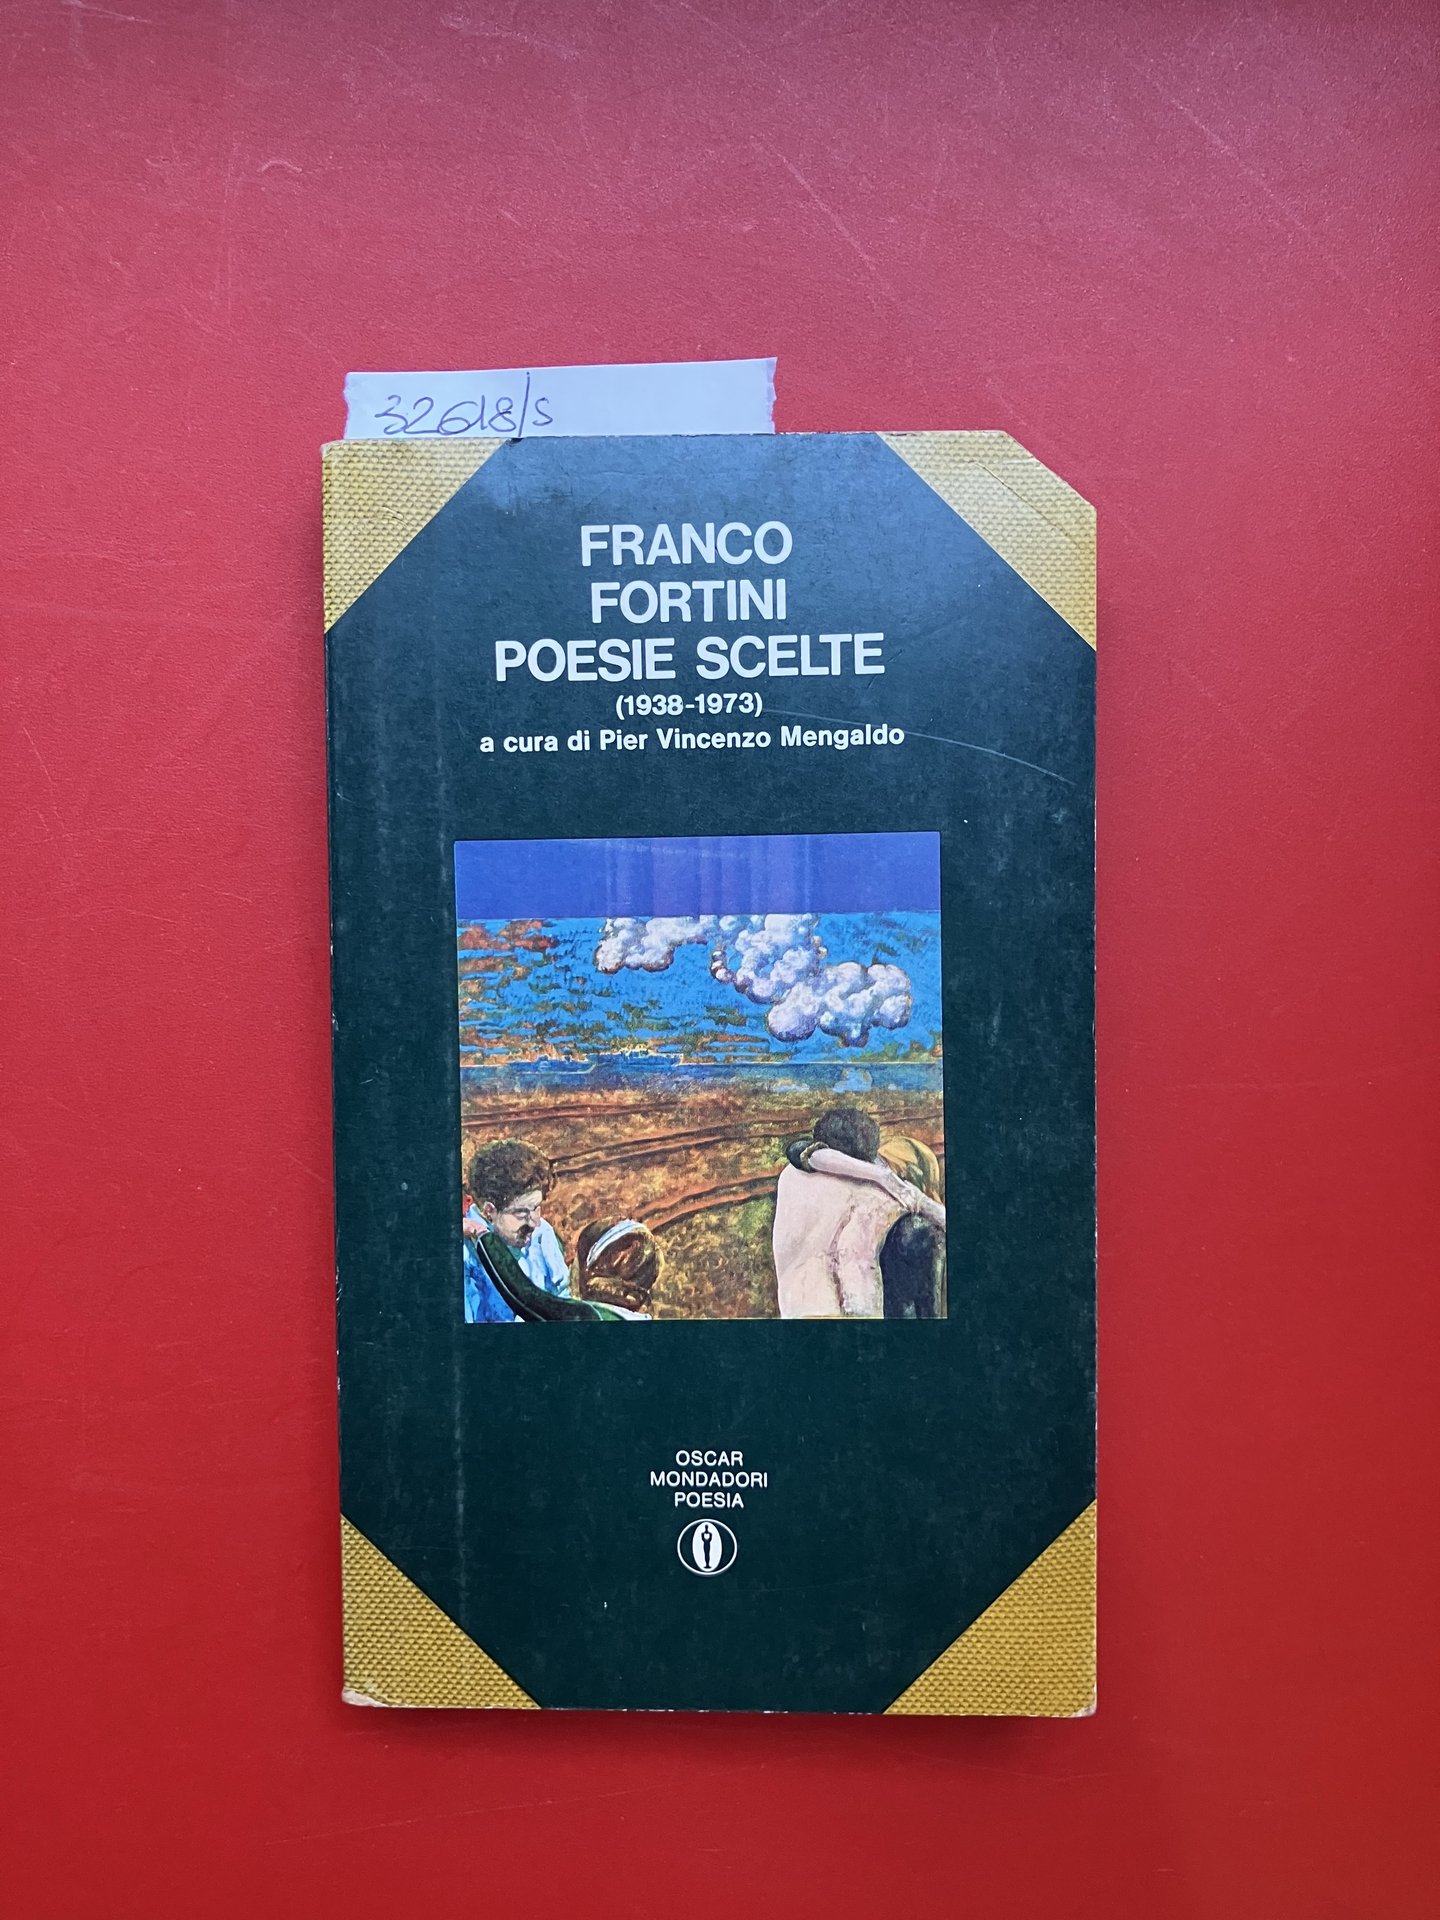 32618/s
FRANCO
FORTINI
POESIE SCELTE
(1938-1973)
a cura di Pier Vincenzo Mengaldo
OSCAR
MONDADORI
POESIA